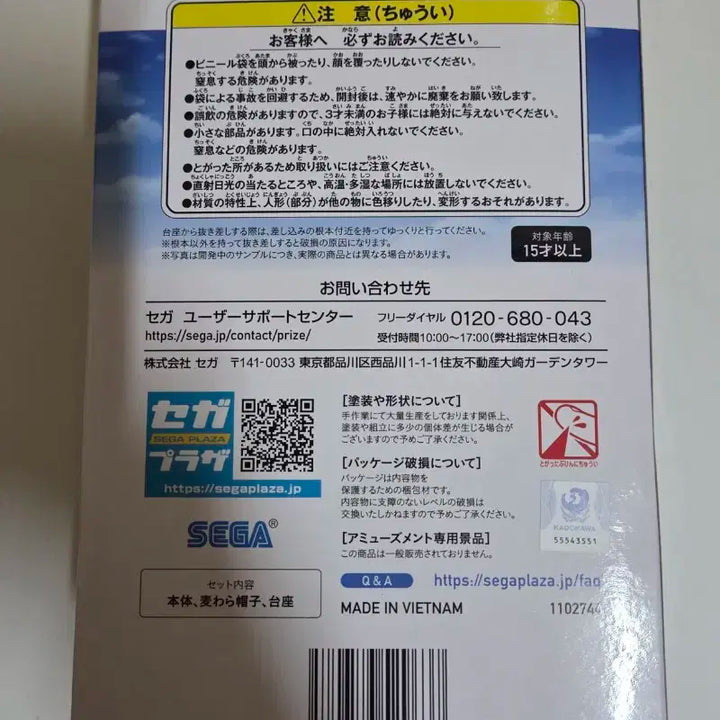 ⚠注 意(ちゅうい)
お客様へ 必ずお読みください。
●ビニール袋を頭から被ったり、顔を覆ったりしないでください。
窒息する危険があります。
●袋による事故を回避するため、開封後は、速やかに廃棄をお願い致します。
●誤飲の危険がありますので、3才未満のお子様には絶対に与えないでください。
●小さな部品があります。口の中に絶対入れないでください。
窒息などの危険があります。
●とがった所があるため取り扱いにはご注意ください。
●直射日光の当たるところや、高温・多湿な場所には放置しないでください。
●材質の特性上、人形(部分)が他の物に色移りしたり、変形するおそれがあります。
台座から抜き差しする際は、差し込みの根本付近を持ってゆっくりと行ってください。
※根本以外を持って抜き差しすると破損の原因になります。
※写真は開発中のサンプルにつき、実際の商品とは異なる場合があります。
対象年齢
15才以上
お問い合わせ先
セガ ユーザーサポートセンター
フリーダイヤル 0120-680-043
https://sega.jp/contact/prize/
受付時間10:00~17:00(弊社指定休日を除く)
株式会社 セガ 〒141-0033 東京都品川区西品川1-1-1住友不動産大崎ガーデンタワー
セガ
SEGA PLAZA
プラザ
https://segaplaza.jp
[塗装や形状について]
手作業にて大量生産をしております関係上、
塗装や組立に多少の個体差が生じる場合が
ございますので予めご了承ください。
[パッケージ破損について]
パッケージは内容物を
保護するための梱包材です。
内容物に支障のないレベルの破損は
交換いたしかねますので予めご了承ください。
[アミューズメント専用景品]
この商品は一般販売されておりません。
とがったぶひんにちゅうい
KADOKAWA
55543551
SEGA®
Q&A
https://segaplaza.jp/faq
セット内容
本体、麦わら帽子、台座
MADE IN VIETNAM
1102744